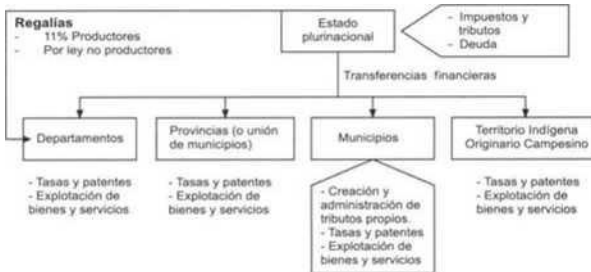 Regalías
- 11% Productores
- Por ley no productores
Estado
plurinacional
- Impuestos y
tributos
- Deuda
Transferencias financieras
Departamentos
Provincias (o unión
de municipios)
Municipios
Territorio Indígena
Originario Campesino
- Tasas y patentes
- Explotación de
bienes y servicios
- Tasas y patentes
- Explotación de
bienes y servicios
- Creación y
administración de
tributos propios.
- Tasas y patentes
- Explotación de
bienes y servicios
- Tasas y patentes
- Explotación de
bienes y servicios